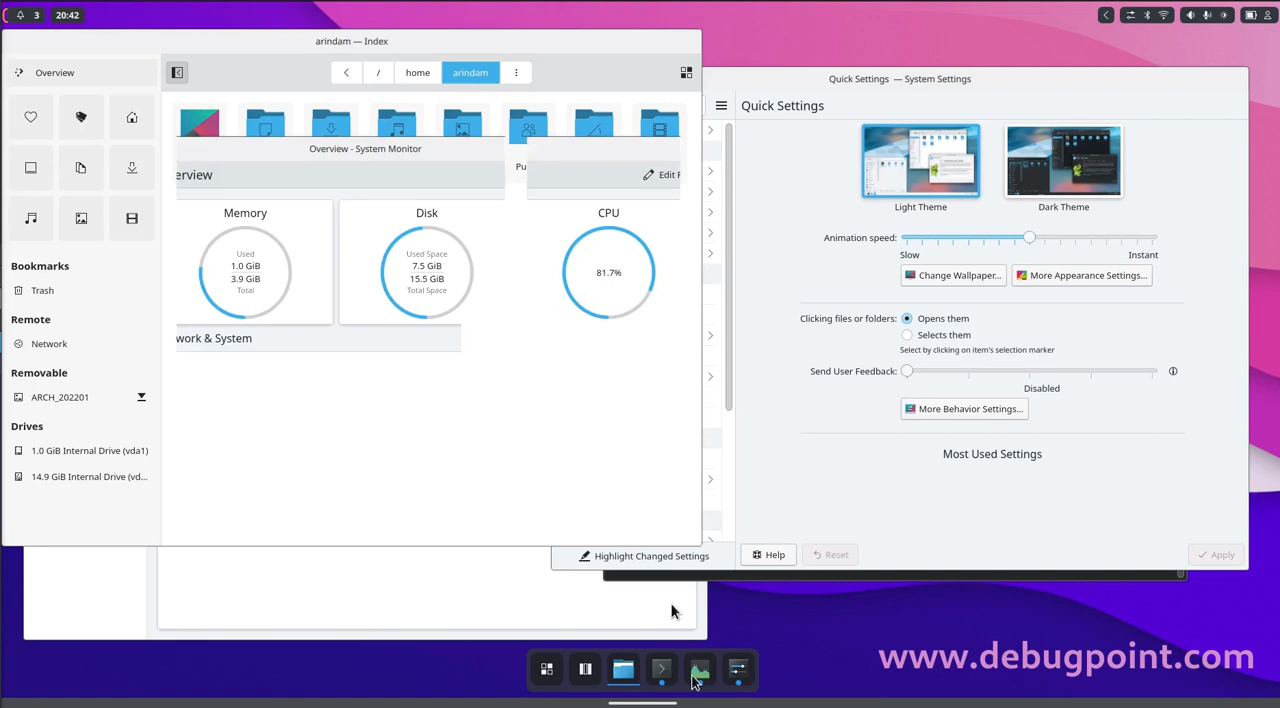 3
20:42
arindam — Index
Overview
/
home
arindam
Bookmarks
Trash
Remote
Network
Removable
ARCH_202201
Drives
1.0 GiB Internal Drive (vda1)
14.9 GiB Internal Drive (vd...
Overview - System Monitor
erview
Pu
Edit
Memory
Used
1.0 GiB
3.9 GiB
Total
Disk
Used Space
7.5 GiB
15.5 GiB
Total Space
CPU
81.7%
work & System
Quick Settings — System Settings
Quick Settings
Light Theme
Dark Theme
Animation speed:
Slow
Instant
Change Wallpaper...
More Appearance Settings...
Clicking files or folders:
Opens them
Selects them
Select by clicking on item's selection marker
Send User Feedback:
Disabled
More Behavior Settings...
Most Used Settings
Highlight Changed Settings
Help
Reset
Apply
www.debugpoint.com